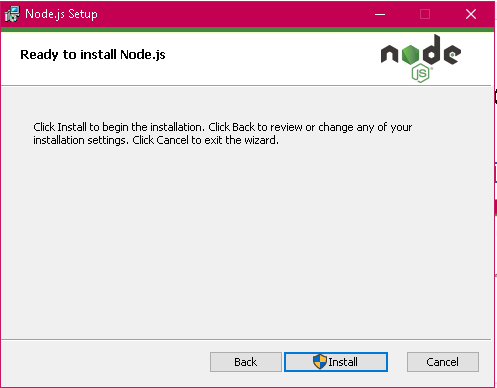 Node.js Setup
Ready to install Node.js
node
JS
Click Install to begin the installation. Click Back to review or change any of your
installation settings. Click Cancel to exit the wizard.
Back
Install
Cancel